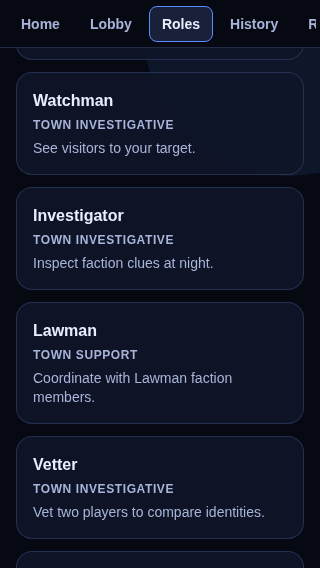 Home Lobby Roles History R
Watchman
TOWN INVESTIGATIVE
See visitors to your target.
Investigator
TOWN INVESTIGATIVE
Inspect faction clues at night.
Lawman
TOWN SUPPORT
Coordinate with Lawman faction
members.
Vetter
TOWN INVESTIGATIVE
Vet two players to compare identities.